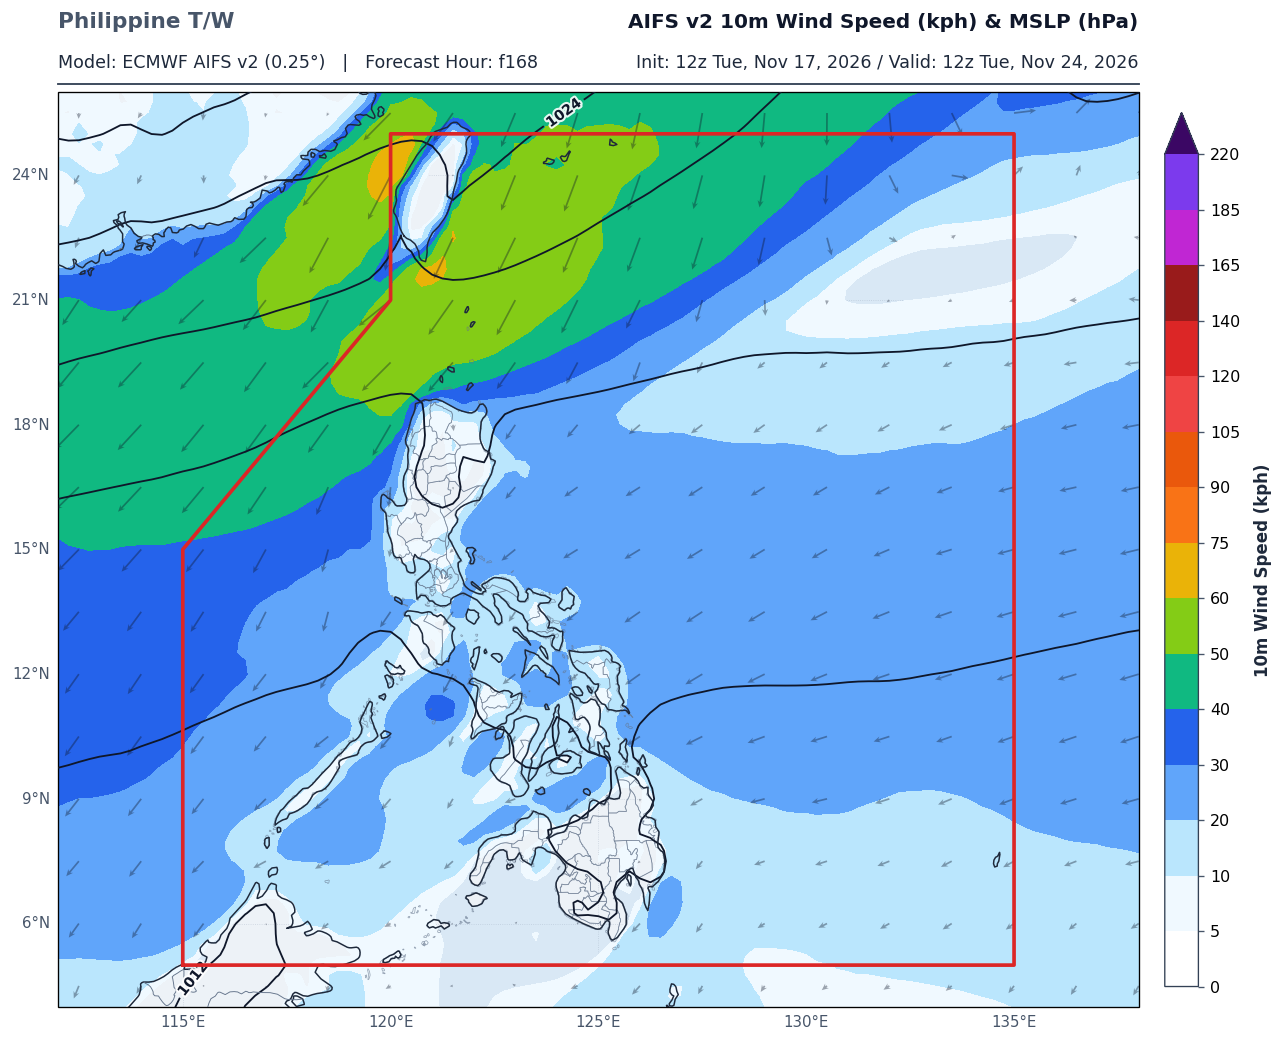 Philippine T/W
AIFS v2 10m Wind Speed (kph) & MSLP (hPa)
Model: ECMWF AIFS v2 (0.25°) | Forecast Hour: f168
Init: 12z Tue, Nov 17, 2026 / Valid: 12z Tue, Nov 24, 2026
1024
1012
24°N
21°N
18°N
15°N
12°N
9°N
6°N
115°E
120°E
125°E
130°E
135°E
220
185
165
140
120
105
90
75
60
50
40
30
20
10
5
0
10m Wind Speed (kph)